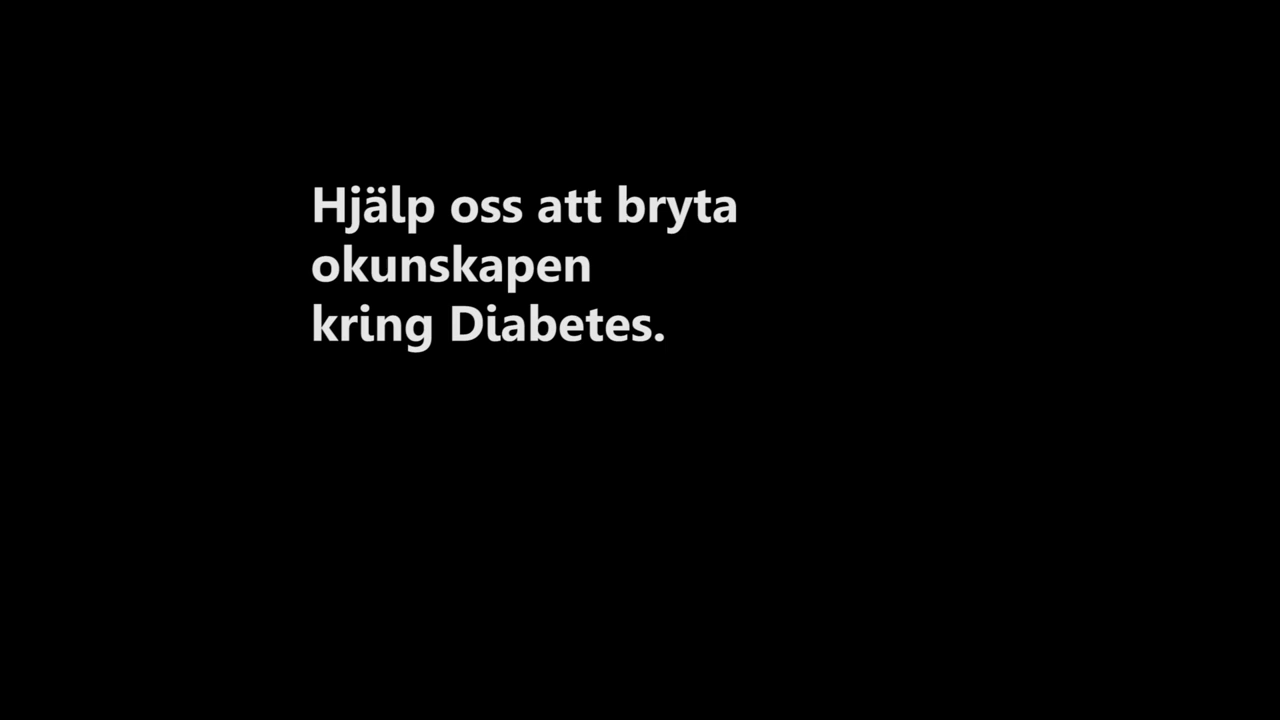 Hjälp oss att bryta
okunskapen
kring Diabetes.